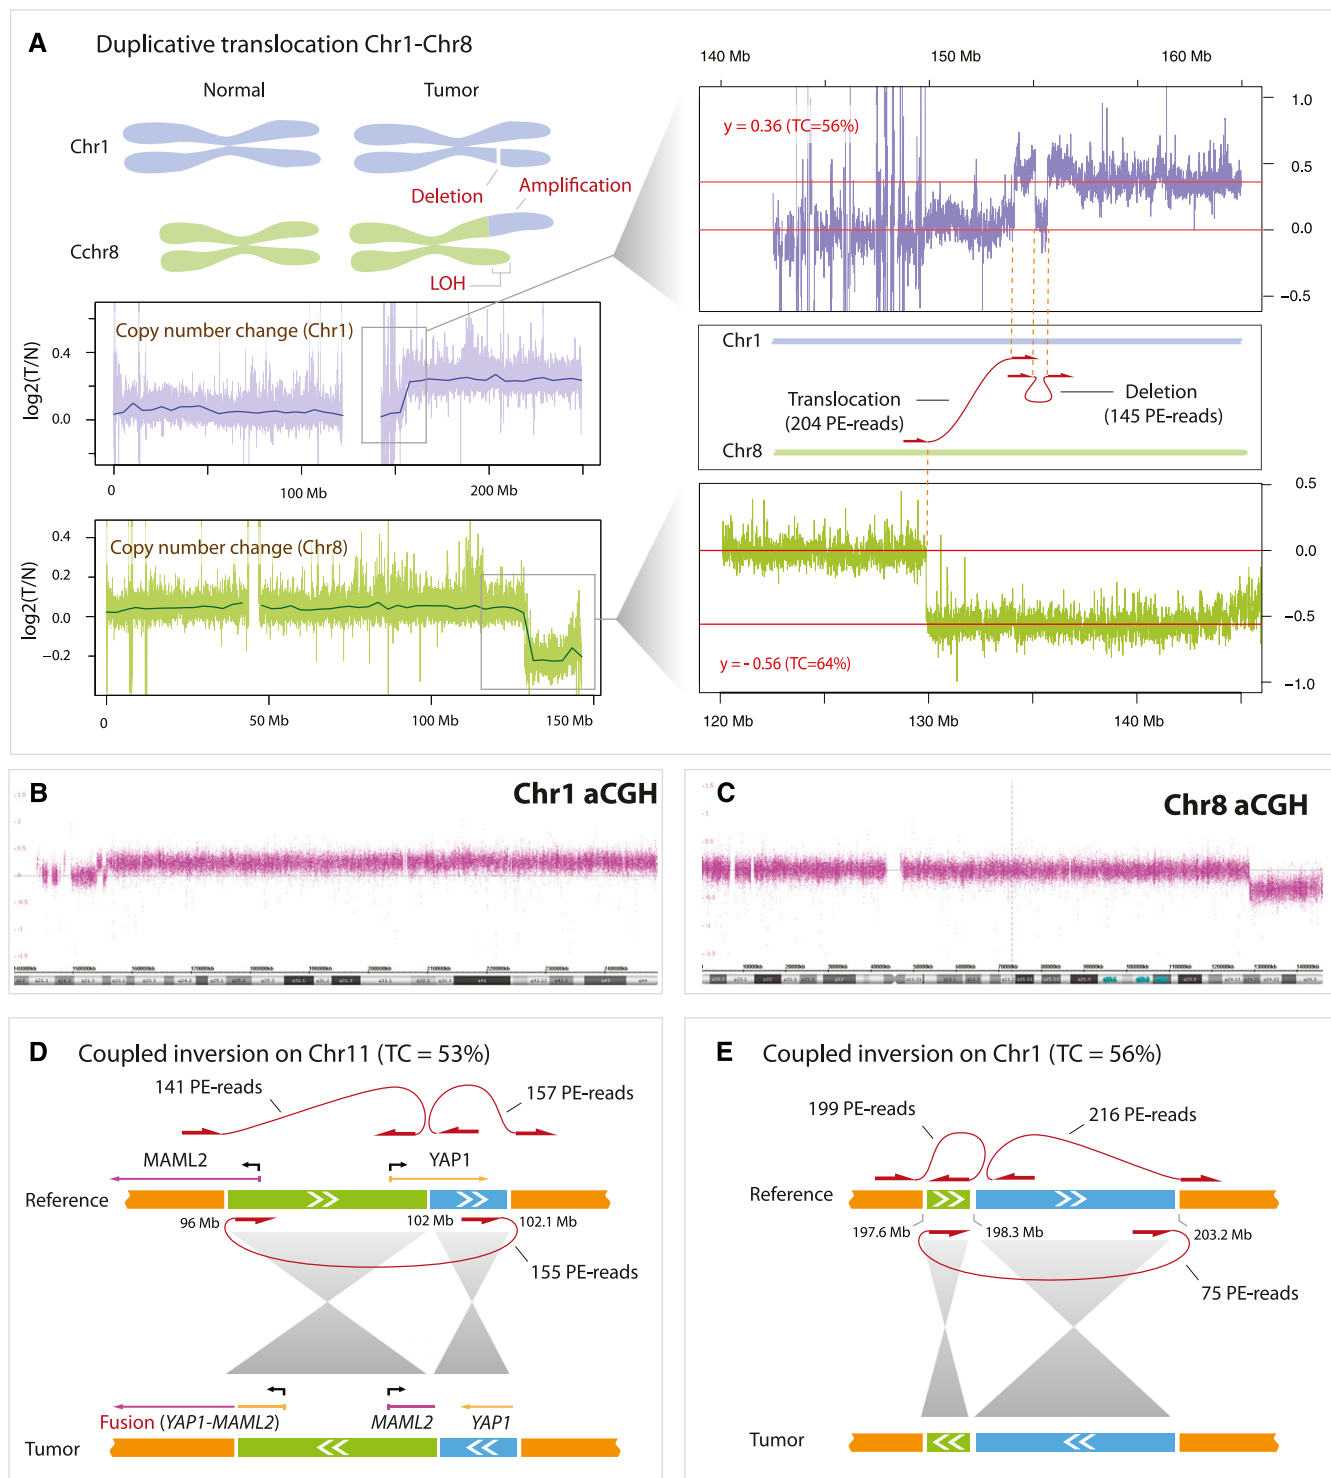 A Duplicative translocation Chr1-Chr8
Normal Tumor
Chr1
Deletion Amplification
Cchr8
LOH
Copy number change (Chr1)
log2(T/N)
0.4
0.0
0 100 Mb 200 Mb
Copy number change (Chr8)
log2(T/N)
0.4
0.2
0.0
−0.2
0 50 Mb 100 Mb 150 Mb
140 Mb 150 Mb 160 Mb
y = 0.36 (TC=56%)
1.0
0.5
0.0
−0.5
Chr1
Translocation
(204 PE-reads)
Deletion
(145 PE-reads)
Chr8
0.5
0.0
−0.5
−1.0
y = - 0.56 (TC=64%)
120 Mb 130 Mb 140 Mb
B Chr1 aCGH
C Chr8 aCGH
D Coupled inversion on Chr11 (TC = 53%)
141 PE-reads
157 PE-reads
MAML2 YAP1
Reference
96 Mb 102 Mb 102.1 Mb
155 PE-reads
Fusion (YAP1-MAML2) MAML2 YAP1
Tumor
E Coupled inversion on Chr1 (TC = 56%)
199 PE-reads
216 PE-reads
Reference
197.6 Mb 198.3 Mb 203.2 Mb
75 PE-reads
Tumor